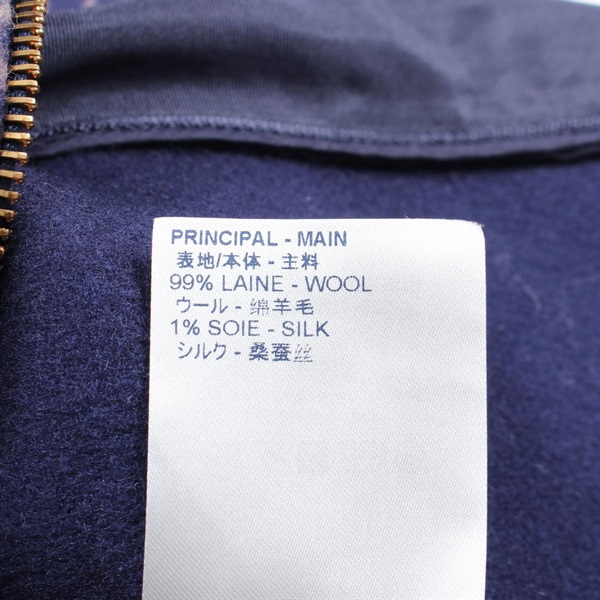 PRINCIPAL - MAIN
表地/本体 - 主料
99% LAINE - WOOL
ウール - 绵羊毛
1% SOIE - SILK
シルク - 桑蚕丝